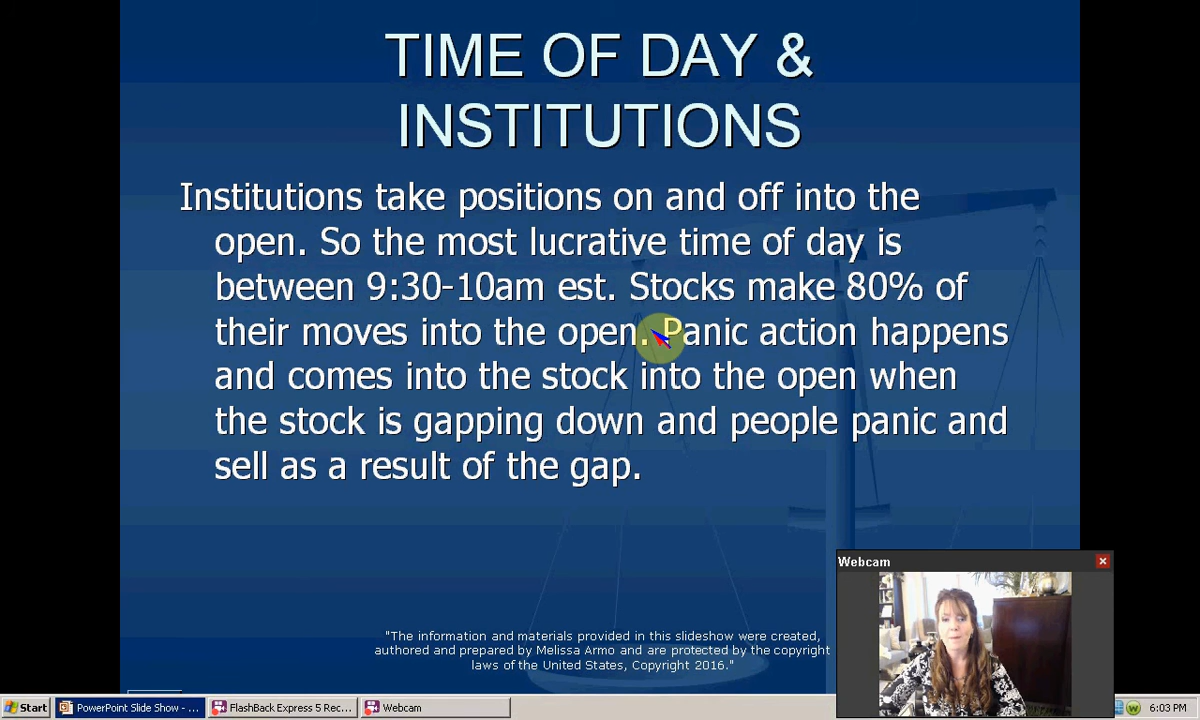 TIME OF DAY &
INSTITUTIONS
Institutions take positions on and off into the
open. So the most lucrative time of day is
between 9:30-10am est. Stocks make 80% of
their moves into the open. Panic action happens
and comes into the stock into the open when
the stock is gapping down and people panic and
sell as a result of the gap.
Webcam
"The information and materials provided in this slideshow were created,
authored and prepared by Melissa Armo and are protected by the copyright
laws of the United States, Copyright 2016."
Start
PowerPoint Slide Show - ...
FlashBack Express 5 Rec...
Webcam
6:03 PM